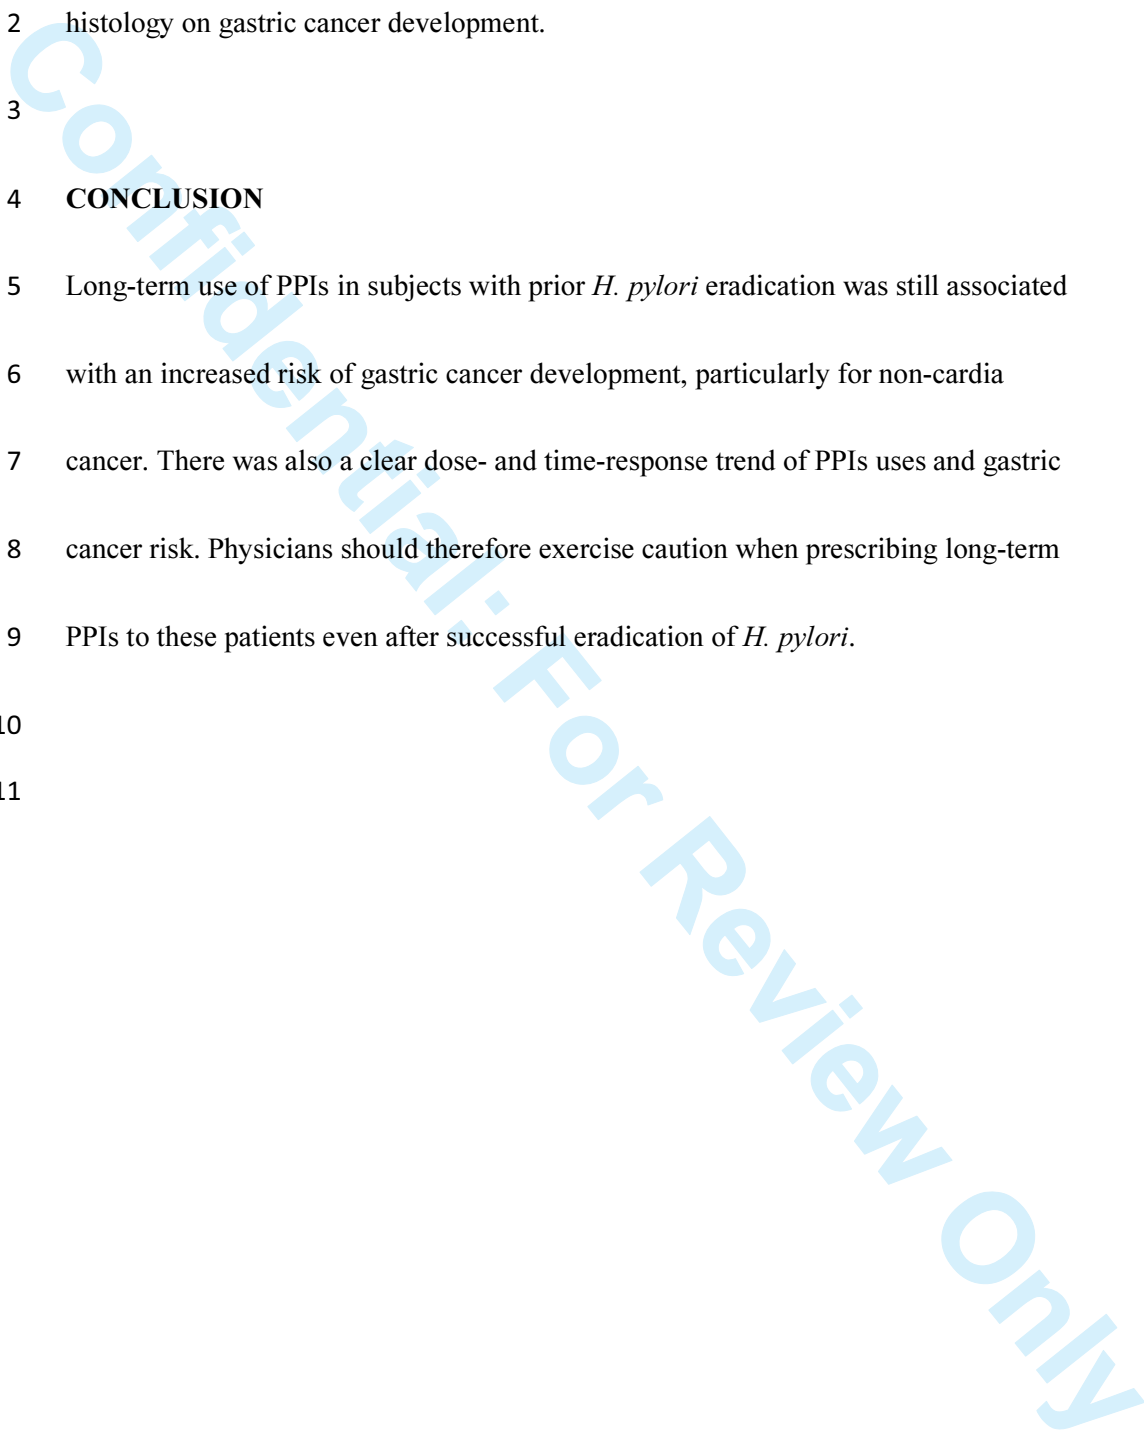 2 histology on gastric cancer development.
3
4 CONCLUSION
5 Long-term use of PPIs in subjects with prior H. pylori eradication was still associated
6 with an increased risk of gastric cancer development, particularly for non-cardia
7 cancer. There was also a clear dose- and time-response trend of PPIs uses and gastric
8 cancer risk. Physicians should therefore exercise caution when prescribing long-term
9 PPIs to these patients even after successful eradication of H. pylori.
10
11
Confidential: For Review Only